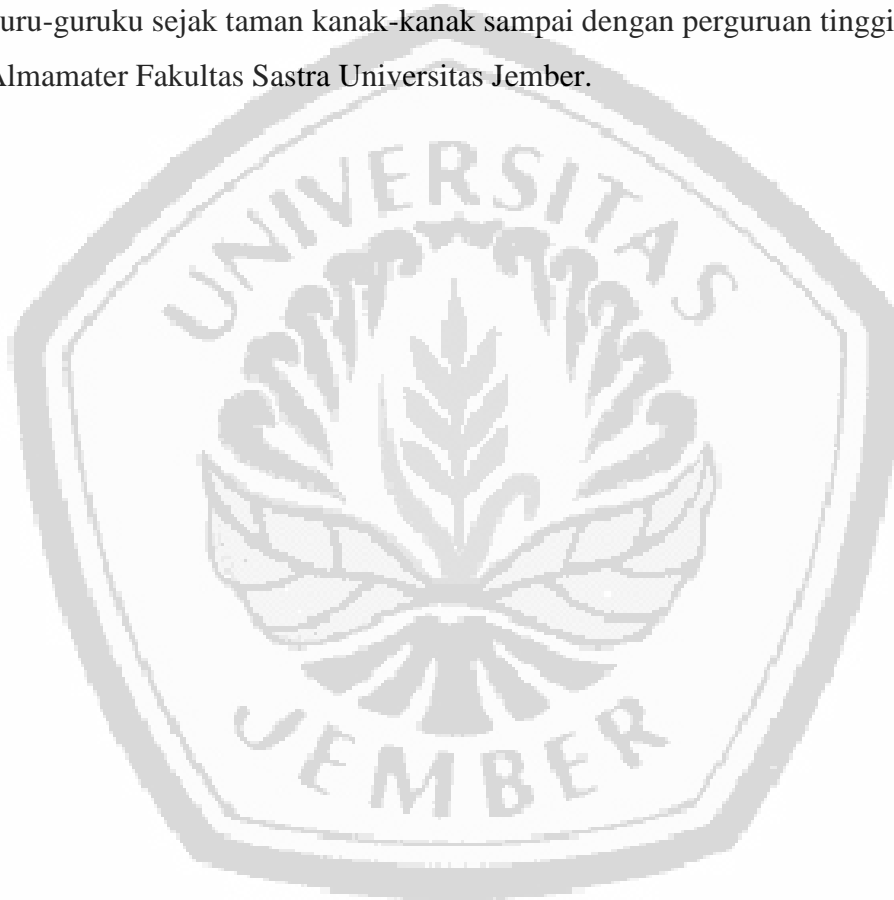 uru-guruku sejak taman kanak-kanak sampai dengan perguruan tinggi
Almamater Fakultas Sastra Universitas Jember.
UNIVERSITAS
JEMBER